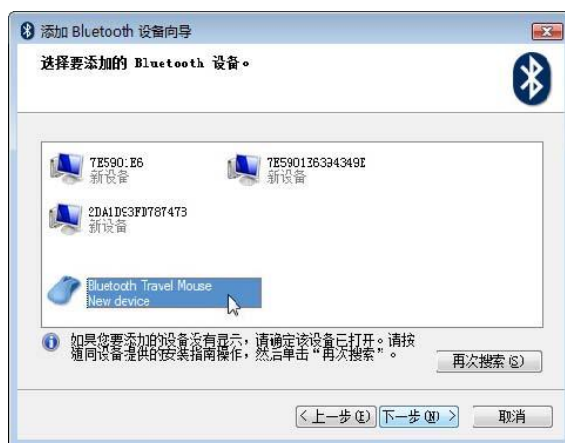 添加 Bluetooth 设备向导
选择要添加的 Bluetooth 设备。
7E5901E6
新设备
7E590136394349E
新设备
2DA1D93FD787473
新设备
Bluetooth Travel Mouse
New device
如果您要添加的设备没有显示，请确定该设备已打开。请按
随同设备提供的安装指南操作，然后单击“再次搜索”。
再次搜索(S)
<上一步(B)
下一步(N) >
取消